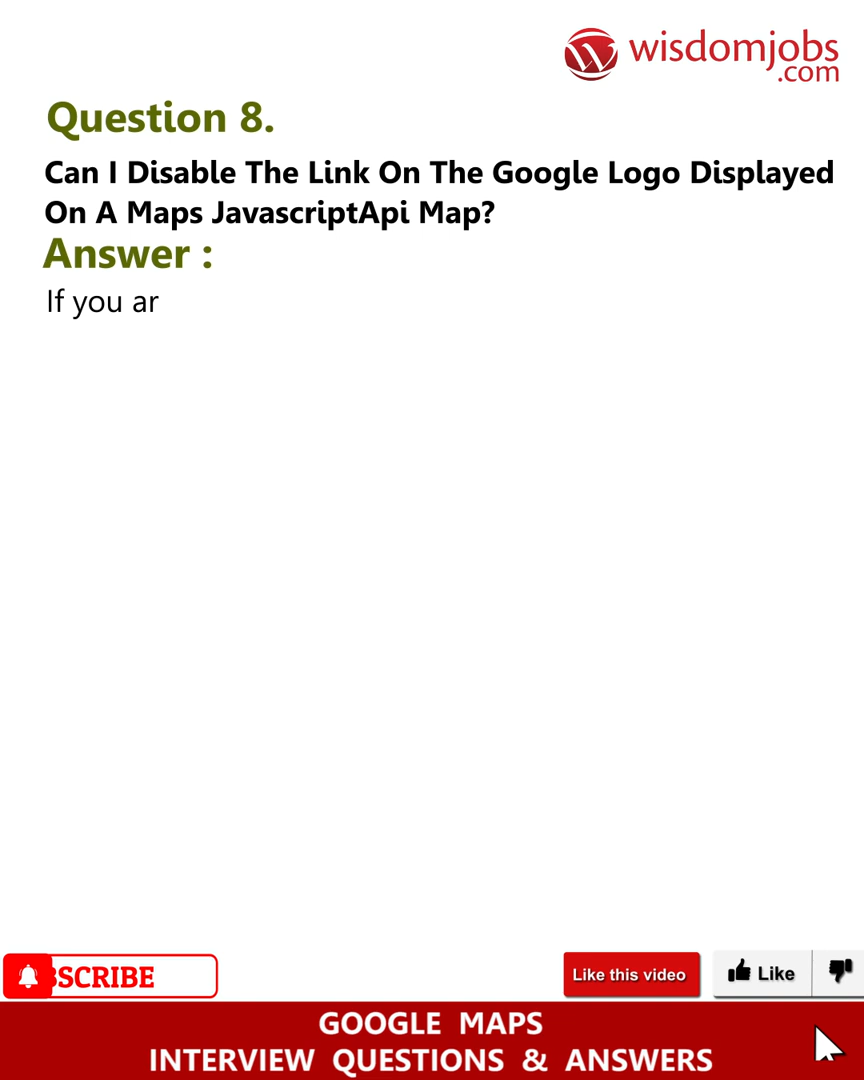 wisdomjobs
.com
Question 8.
Can I Disable The Link On The Google Logo Displayed
On A Maps JavascriptApi Map?
Answer :
If you ar
SCRIBE
Like this video
Like
GOOGLE MAPS
INTERVIEW QUESTIONS & ANSWERS